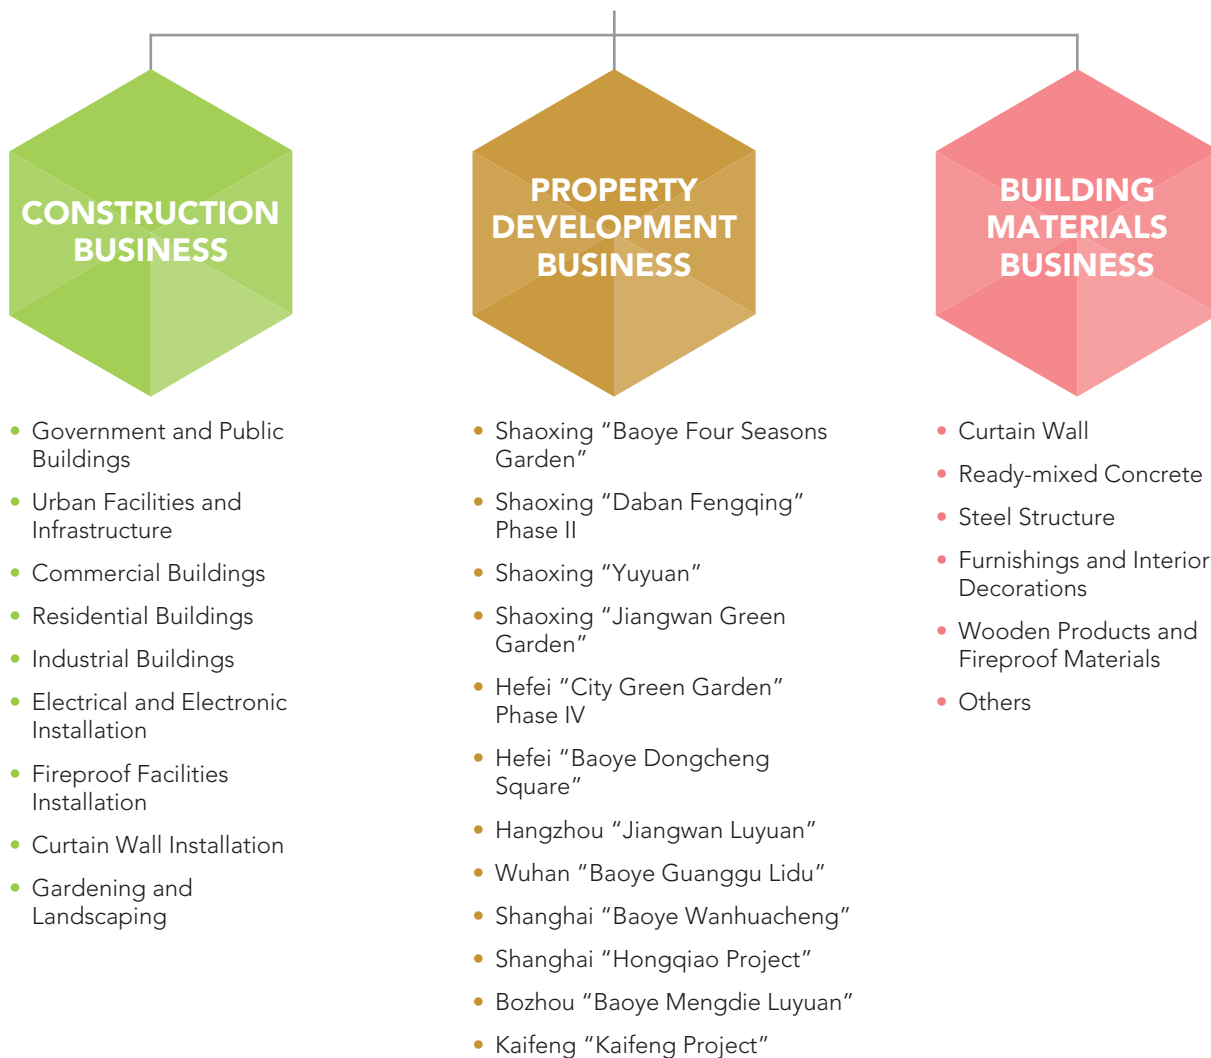 CONSTRUCTION
BUSINESS
• Government and Public
Buildings
• Urban Facilities and
Infrastructure
• Commercial Buildings
• Residential Buildings
• Industrial Buildings
• Electrical and Electronic
Installation
• Fireproof Facilities
Installation
• Curtain Wall Installation
• Gardening and
Landscaping
PROPERTY
DEVELOPMENT
BUSINESS
• Shaoxing “Baoye Four Seasons
Garden”
• Shaoxing “Daban Fengqing”
Phase II
• Shaoxing “Yuyuan”
• Shaoxing “Jiangwan Green
Garden”
• Hefei “City Green Garden”
Phase IV
• Hefei “Baoye Dongcheng
Square”
• Hangzhou “Jiangwan Luyuan”
• Wuhan “Baoye Guanggu Lidu”
• Shanghai “Baoye Wanhuacheng”
• Shanghai “Hongqiao Project”
• Bozhou “Baoye Mengdie Luyuan”
• Kaifeng “Kaifeng Project”
BUILDING
MATERIALS
BUSINESS
• Curtain Wall
• Ready-mixed Concrete
• Steel Structure
• Furnishings and Interior
Decorations
• Wooden Products and
Fireproof Materials
• Others